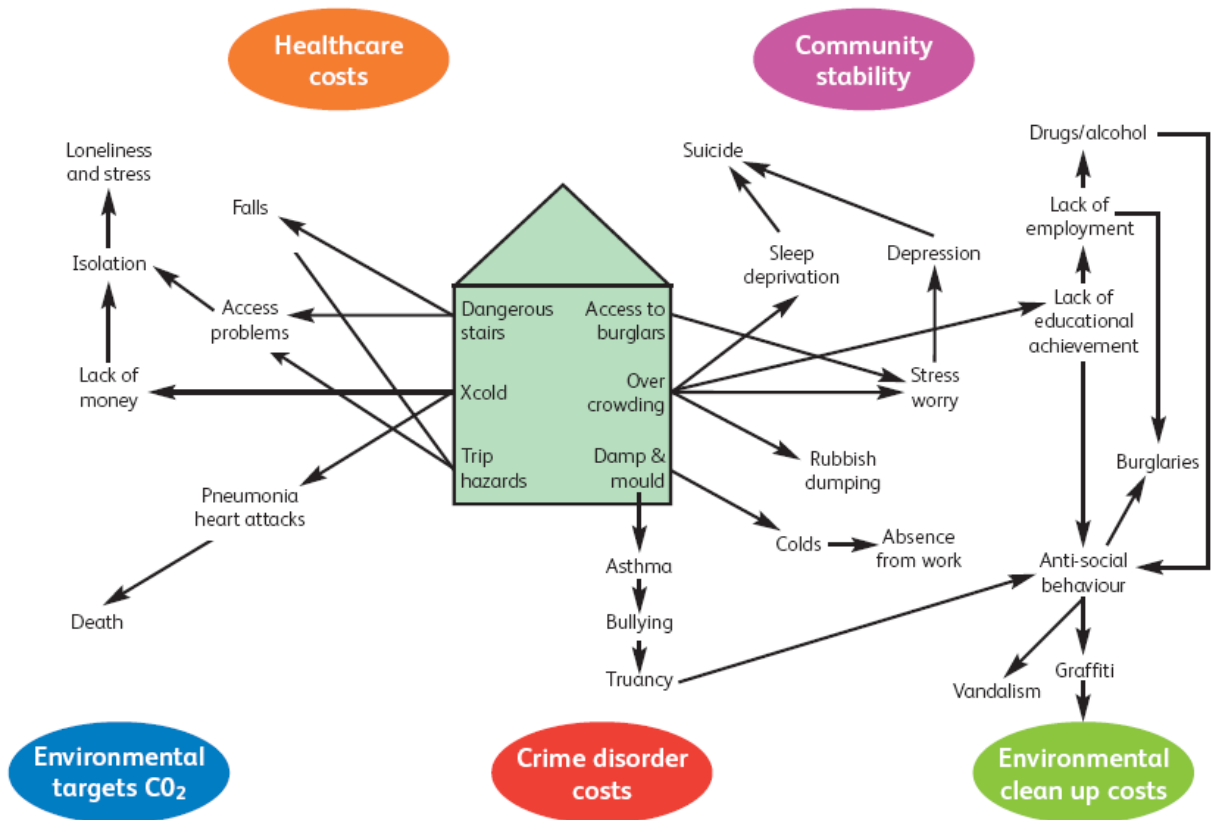 Healthcare
costs
Community
stability
Loneliness
and stress
Falls
Isolation
Access
problems
Lack of
money
Pneumonia
heart attacks
Death
Dangerous
stairs
Xcold
Trip
hazards
Access to
burglars
Over
crowding
Damp &
mould
Suicide
Sleep
deprivation
Depression
Stress
worry
Rubbish
dumping
Colds
Absence
from work
Asthma
Bullying
Truancy
Drugs/alcohol
Lack of
employment
Lack of
educational
achievement
Burglaries
Anti-social
behaviour
Vandalism
Graffiti
Environmental
targets C0₂
Crime disorder
costs
Environmental
clean up costs